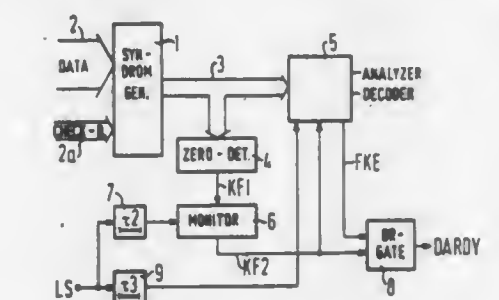 2
DATA
SYN-
DROM
GEN.
1
3
5
ANALYZER
DECODER
2a
ZERO-DET.
4
KF1
FKE
7
τ2
MONITOR
6
OR-
GATE
DARDY
8
KF2
LS
τ3
9